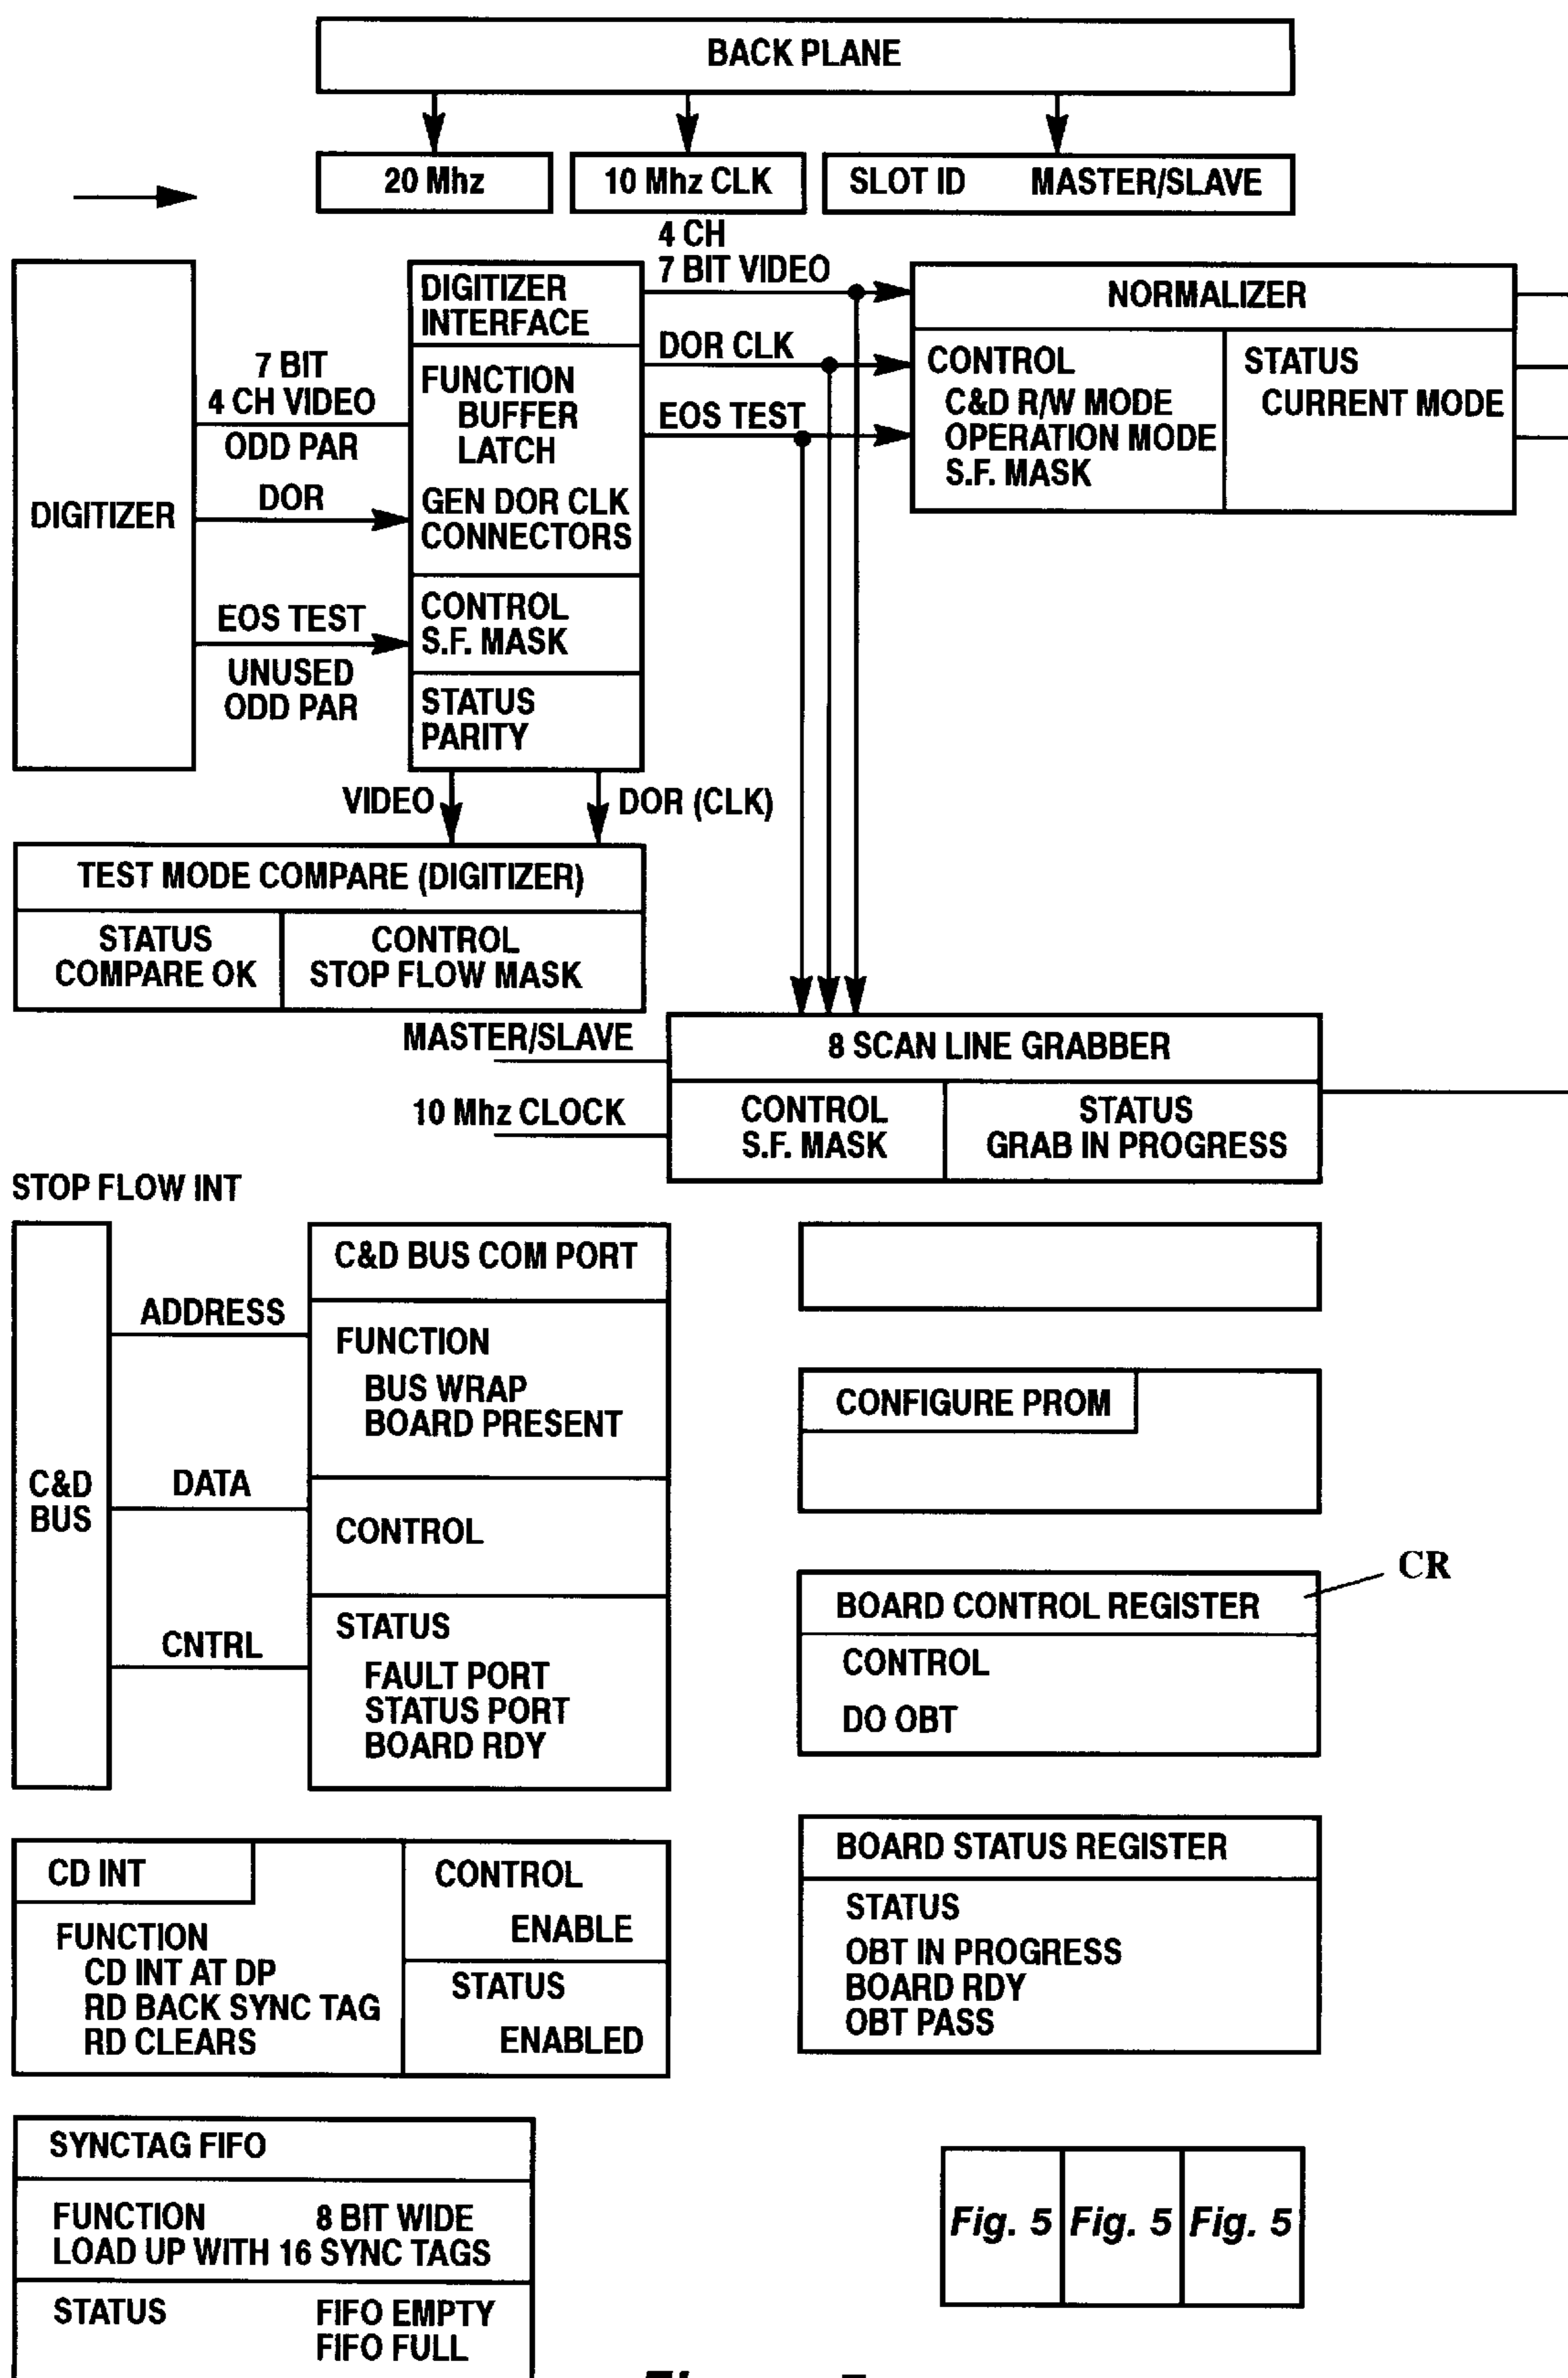 BACK PLANE
20 Mhz
10 Mhz CLK
SLOT ID MASTER/SLAVE
4 CH
7 BIT VIDEO
DOR CLK
EOS TEST
DIGITIZER
7 BIT
4 CH VIDEO
ODD PAR
DOR
EOS TEST
UNUSED
ODD PAR
DIGITIZER
INTERFACE
FUNCTION
BUFFER
LATCH
GEN DOR CLK
CONNECTORS
CONTROL
S.F. MASK
STATUS
PARITY
NORMALIZER
CONTROL
C&D R/W MODE
OPERATION MODE
S.F. MASK
STATUS
CURRENT MODE
VIDEO
DOR (CLK)
TEST MODE COMPARE (DIGITIZER)
STATUS
COMPARE OK
CONTROL
STOP FLOW MASK
MASTER/SLAVE
10 Mhz CLOCK
8 SCAN LINE GRABBER
CONTROL
S.F. MASK
STATUS
GRAB IN PROGRESS
STOP FLOW INT
C&D
BUS
ADDRESS
DATA
CNTRL
C&D BUS COM PORT
FUNCTION
BUS WRAP
BOARD PRESENT
CONTROL
STATUS
FAULT PORT
STATUS PORT
BOARD RDY
CONFIGURE PROM
CR
BOARD CONTROL REGISTER
CONTROL
DO OBT
BOARD STATUS REGISTER
STATUS
OBT IN PROGRESS
BOARD RDY
OBT PASS
CD INT
FUNCTION
CD INT AT DP
RD BACK SYNC TAG
RD CLEARS
CONTROL
ENABLE
STATUS
ENABLED
SYNCTAG FIFO
FUNCTION 8 BIT WIDE
LOAD UP WITH 16 SYNC TAGS
STATUS FIFO EMPTY
FIFO FULL
Fig. 5 Fig. 5 Fig. 5